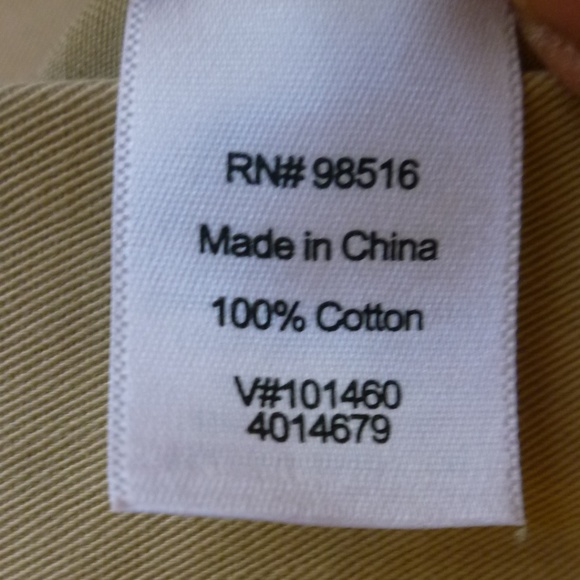 RN# 98516
Made in China
100% Cotton
V#101460
4014679